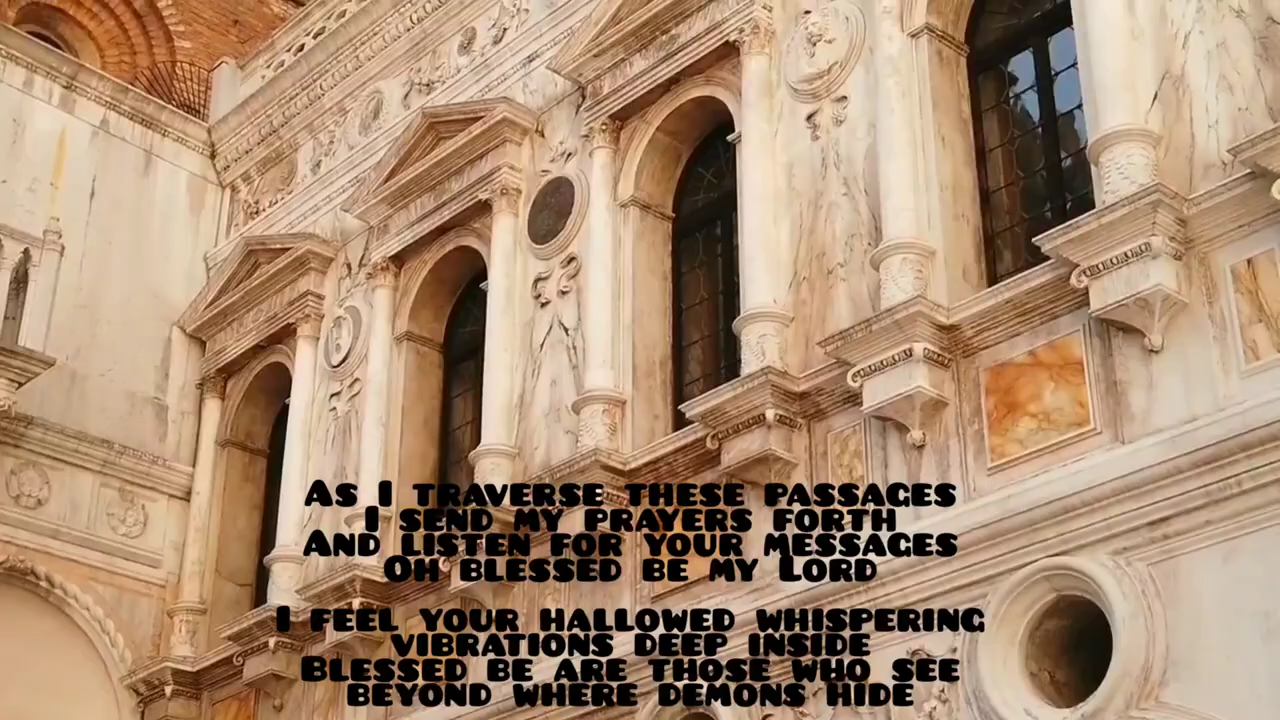 As I traverse these passages
I send my prayers forth
And listen for your messages
Oh blessed be my Lord
I feel your hallowed whispering
vibrations deep inside
Blessed be are those who see
beyond where demons hide